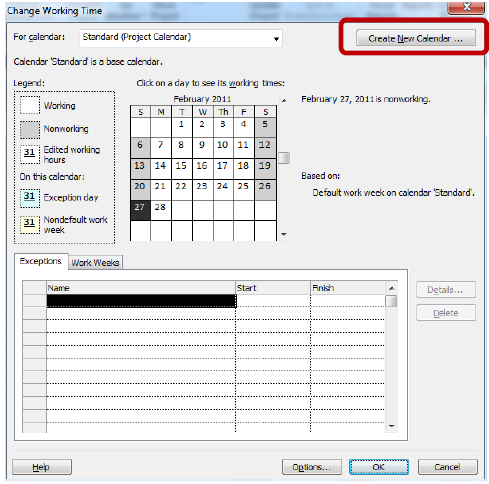 Change Working Time
For calendar: Standard (Project Calendar) Create New Calendar ...
Calendar 'Standard' is a base calendar.
Legend: Click on a day to see its working times:
Working
Nonworking
31 Edited working
hours
On this calendar:
31 Exception day
31 Nondefault work
week
February 2011
S M T W Th F S
1 2 3 4 5
6 7 8 9 10 11 12
13 14 15 16 17 18 19
20 21 22 23 24 25 26
27 28
February 27, 2011 is nonworking.
Based on:
Default work week on calendar 'Standard'.
Exceptions Work Weeks
Name Start Finish
Details...
Delete
Help Options... OK Cancel